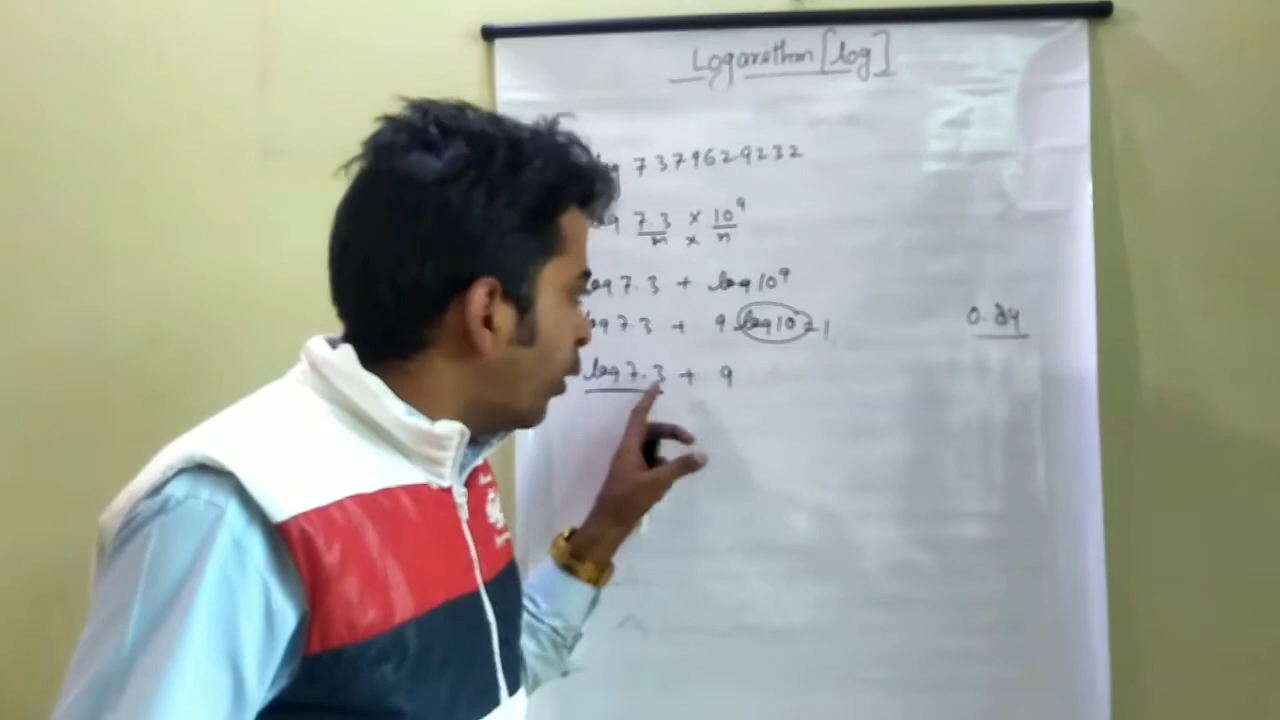 Logarithm [log]
log 7379629232
log 7.3 × 10⁹
m × n
log 7.3 + log 10⁹
log 7.3 + 9 log 10 = 1
0.84
log 7.3 + 9